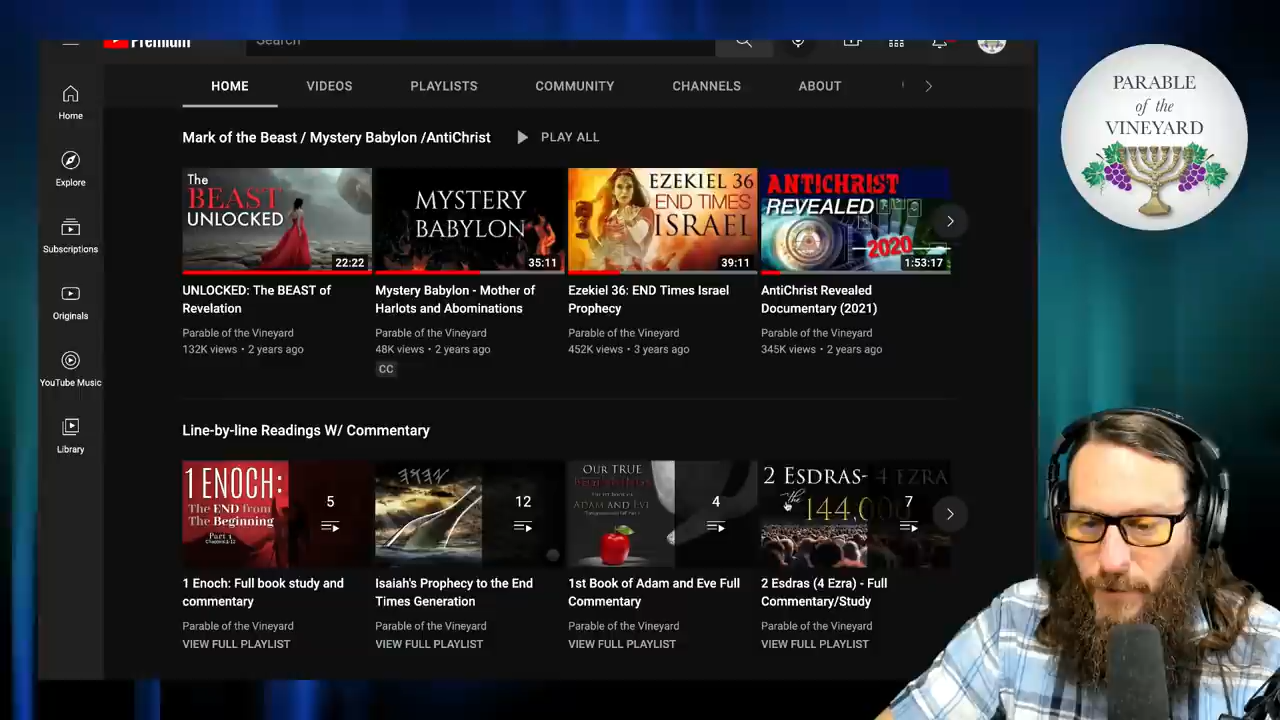 Premium
Search
HOME
VIDEOS
PLAYLISTS
COMMUNITY
CHANNELS
ABOUT
PARABLE
of the
VINEYARD
Home
Explore
Subscriptions
Originals
YouTube Music
Library
Mark of the Beast / Mystery Babylon /AntiChrist
PLAY ALL
The
BEAST
UNLOCKED
22:22
MYSTERY
BABYLON
35:11
EZEKIEL 36
END TIMES
ISRAEL
39:11
ANTICHRIST
REVEALED
2020
1:53:17
UNLOCKED: The BEAST of
Revelation
Parable of the Vineyard
132K views • 2 years ago
Mystery Babylon - Mother of
Harlots and Abominations
Parable of the Vineyard
48K views • 2 years ago
CC
Ezekiel 36: END Times Israel
Prophecy
Parable of the Vineyard
452K views • 3 years ago
AntiChrist Revealed
Documentary (2021)
Parable of the Vineyard
345K views • 2 years ago
Line-by-line Readings W/ Commentary
1 ENOCH:
The END from
The Beginning
Part 1
5
12
OUR TRUE
ADAM AND EVE
4
2 ESDRAS- 4 EZRA
the
144,000
7
1 Enoch: Full book study and
commentary
Parable of the Vineyard
VIEW FULL PLAYLIST
Isaiah's Prophecy to the End
Times Generation
Parable of the Vineyard
VIEW FULL PLAYLIST
1st Book of Adam and Eve Full
Commentary
Parable of the Vineyard
VIEW FULL PLAYLIST
2 Esdras (4 Ezra) - Full
Commentary/Study
Parable of the Vineyard
VIEW FULL PLAYLIST